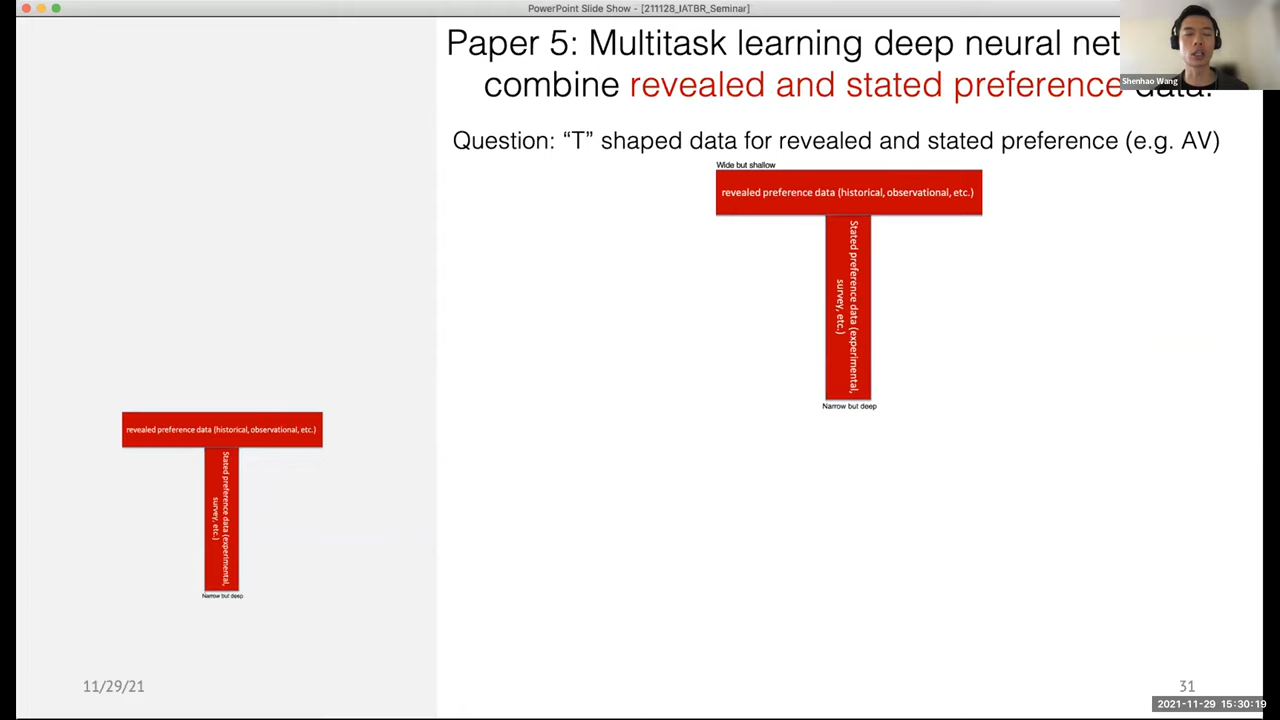 PowerPoint Slide Show - [211128_IATBR_Seminar]
Paper 5: Multitask learning deep neural net
combine revealed and stated preference data.
Shenhao Wang
Question: “T” shaped data for revealed and stated preference (e.g. AV)
Wide but shallow
revealed preference data (historical, observational, etc.)
Stated preference data (experimental,
survey, etc.)
Narrow but deep
revealed preference data (historical, observational, etc.)
Stated preference data (experimental,
survey, etc.)
Narrow but deep
11/29/21
31
2021-11-29 15:30:19